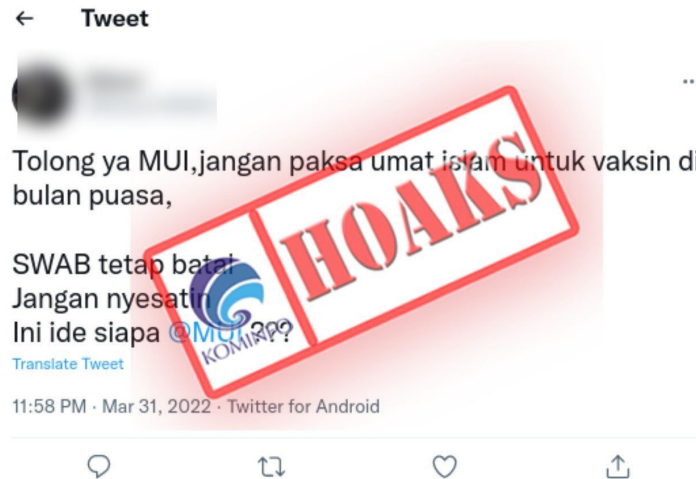 Tweet
Tolong ya MUI,jangan paksa umat islam untuk vaksin di
bulan puasa,
SWAB tetap batal
Jangan nyesatin
Ini ide siapa @MUI ???
Translate Tweet
11:58 PM · Mar 31, 2022 · Twitter for Android
HOAKS
KOMINFO